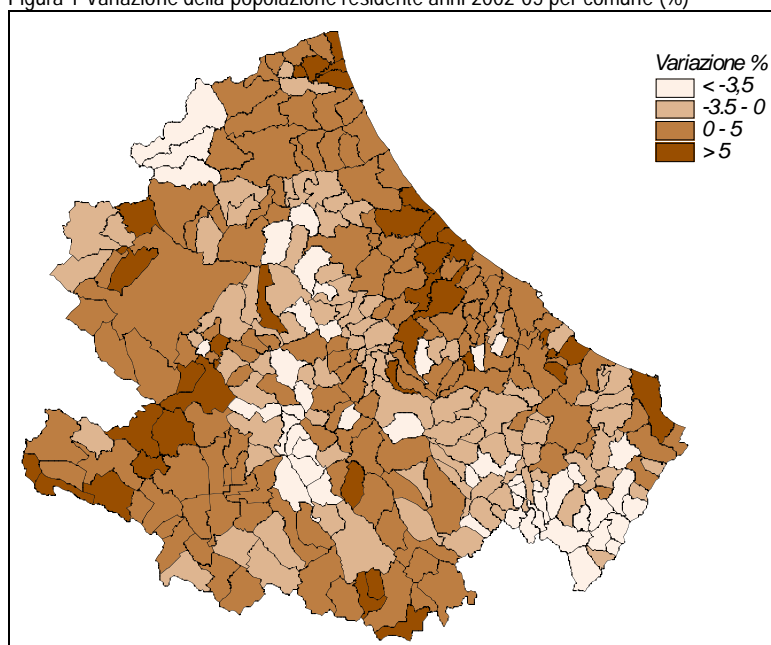 Figura 1 Variazione della popolazione residente anni 2002-05 per comune (%)
Variazione %
< -3,5
-3.5 - 0
0 - 5
> 5